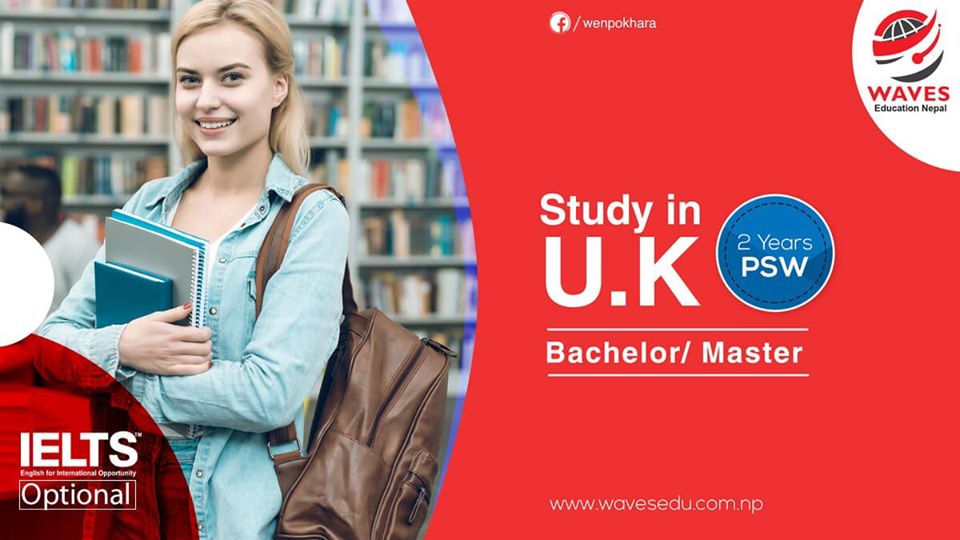 /wenpokhara
WAVES
Education Nepal
Study in
U.K
2 Years
PSW
Bachelor/ Master
IELTS™
English for International Opportunity
Optional
www.wavesedu.com.np